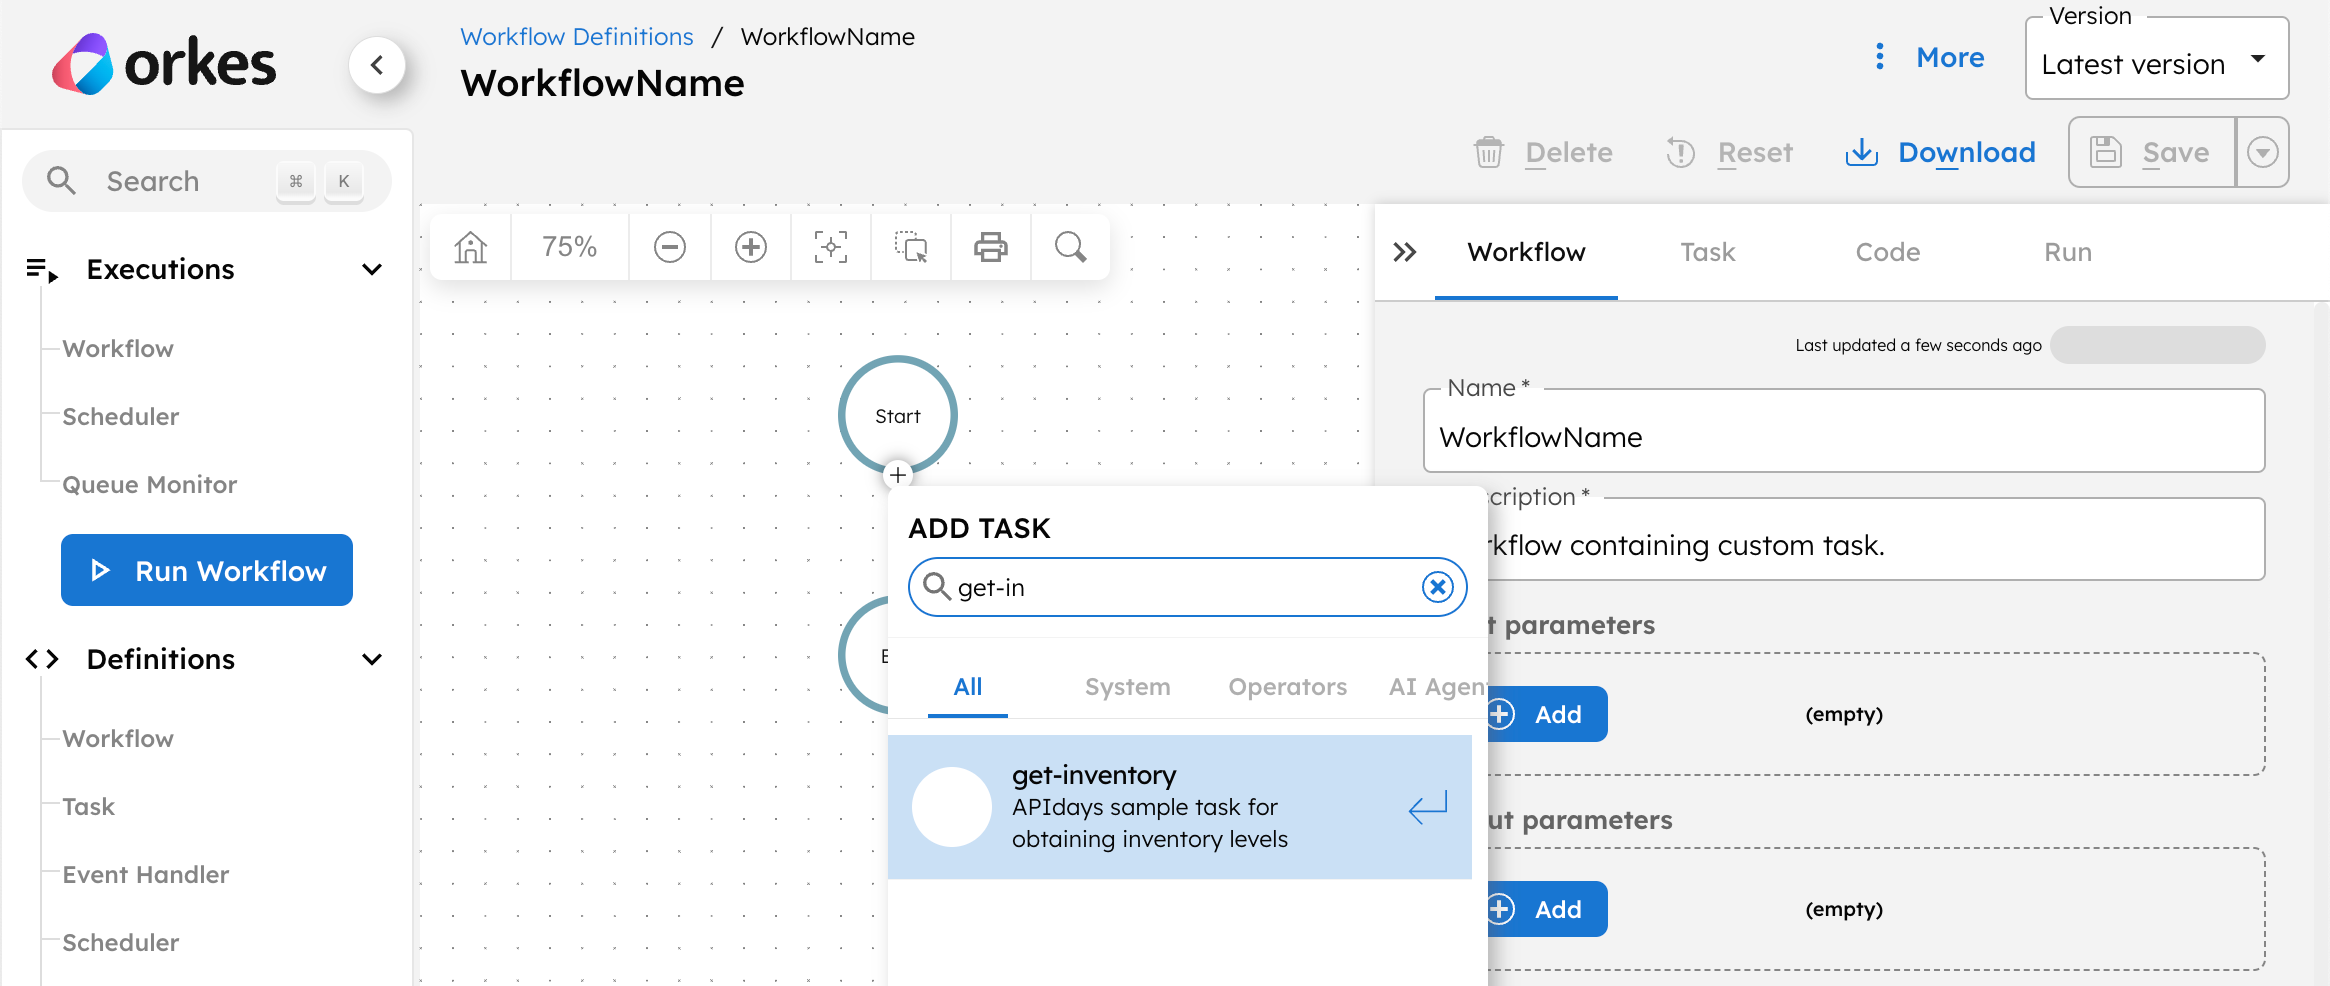 orkes
Workflow Definitions / WorkflowName
WorkflowName
More
Version
Latest version
Delete
Reset
Download
Save
Search
⌘ K
Executions
Workflow
Scheduler
Queue Monitor
Run Workflow
Definitions
Workflow
Task
Event Handler
Scheduler
75%
Start
E
ADD TASK
get-in
All
System
Operators
AI Agent
get-inventory
APIdays sample task for
obtaining inventory levels
Workflow
Task
Code
Run
Last updated a few seconds ago
Name *
WorkflowName
scription *
rkflow containing custom task.
t parameters
Add
(empty)
ut parameters
Add
(empty)